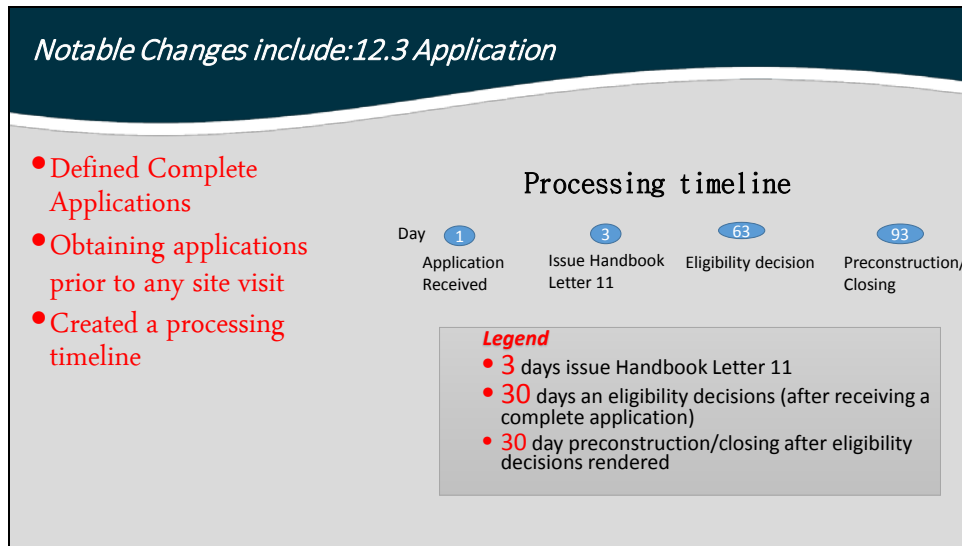 Notable Changes include:12.3 Application
•Defined Complete
Applications
•Obtaining applications
prior to any site visit
•Created a processing
timeline
Processing timeline
Day 1 3 63 93
Application
Received
Issue Handbook
Letter 11
Eligibility decision
Preconstruction/
Closing
Legend
• 3 days issue Handbook Letter 11
• 30 days an eligibility decisions (after receiving a
complete application)
• 30 day preconstruction/closing after eligibility
decisions rendered